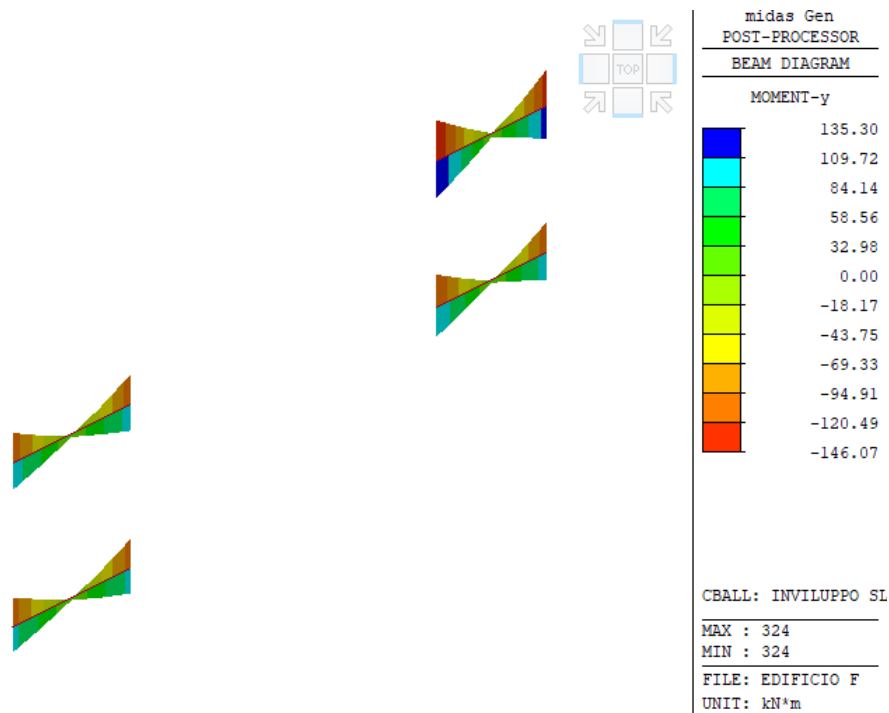 TOP
midas Gen
POST-PROCESSOR
BEAM DIAGRAM
MOMENT-y
135.30
109.72
84.14
58.56
32.98
0.00
-18.17
-43.75
-69.33
-94.91
-120.49
-146.07
CBALL: INVILUPPO SL
MAX : 324
MIN : 324
FILE: EDIFICIO F
UNIT: kN*m